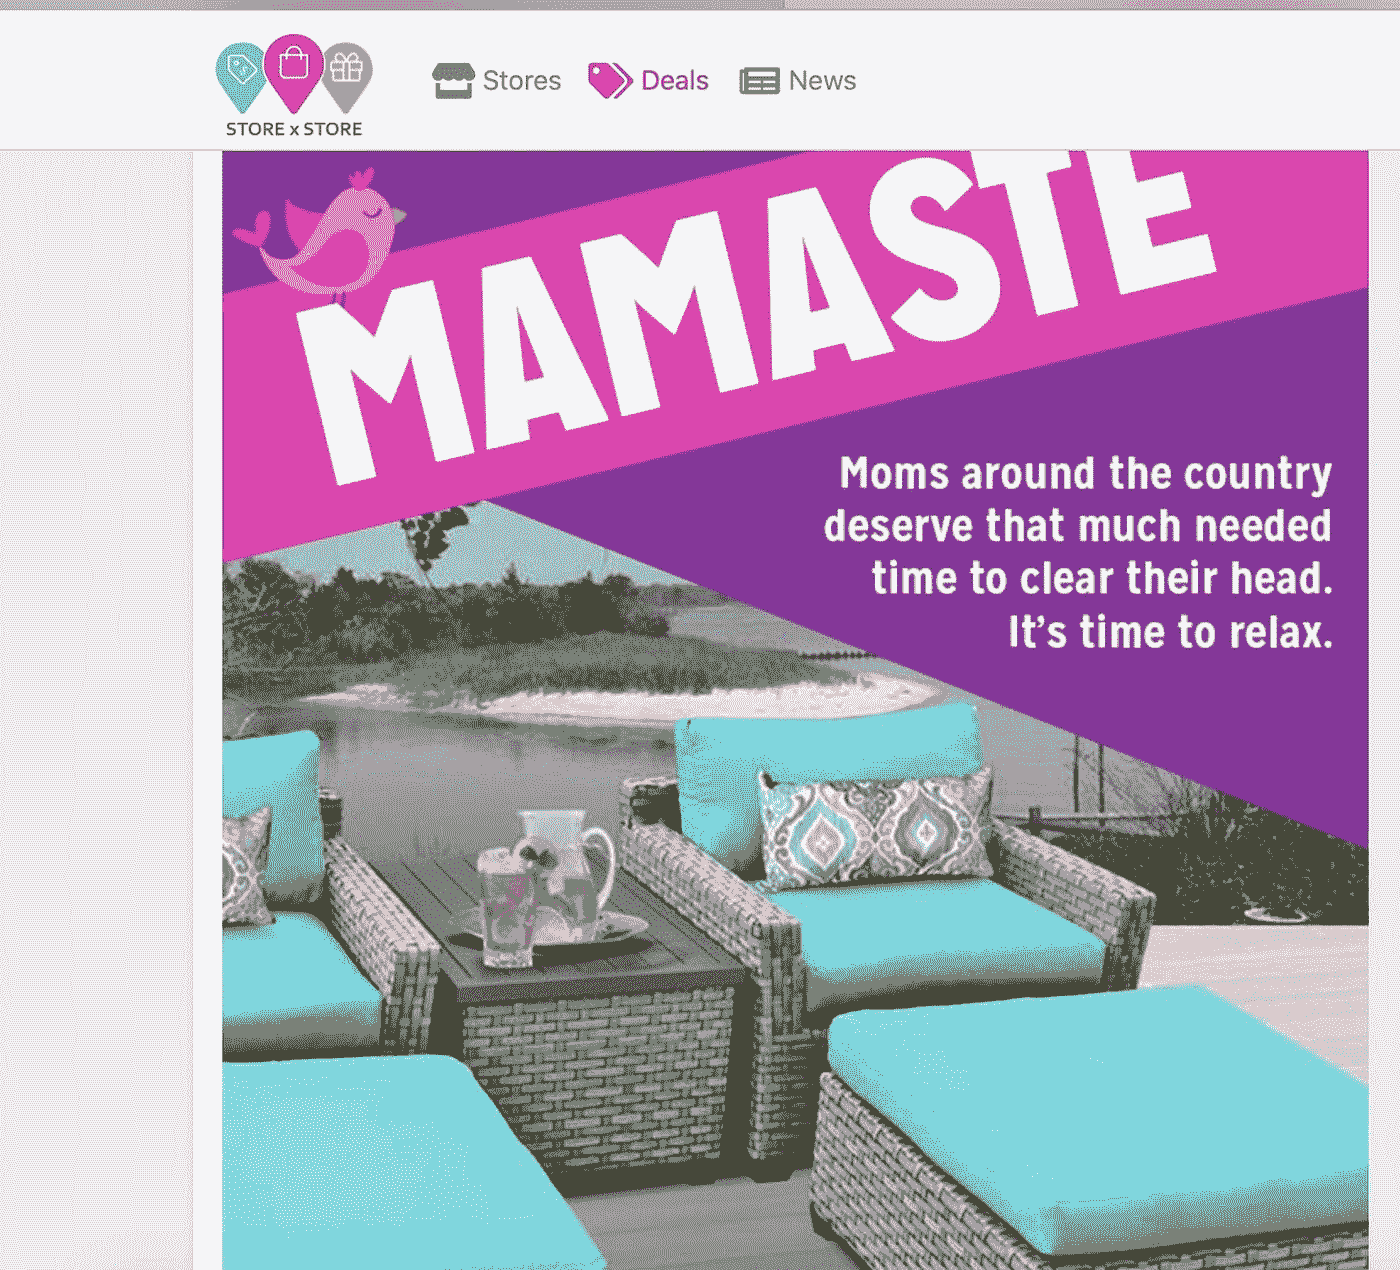 STORE x STORE
Stores
Deals
News
MAMASTE
Moms around the country
deserve that much needed
time to clear their head.
It's time to relax.